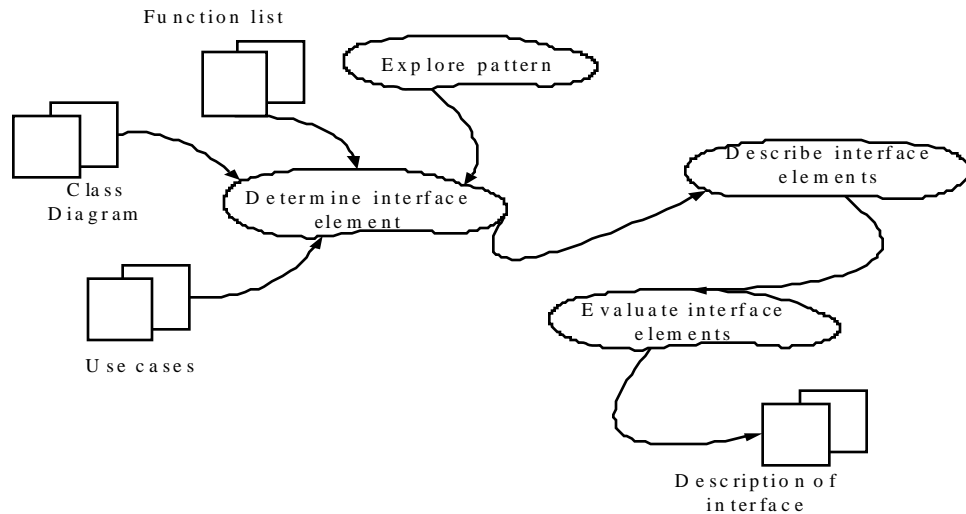 Function list
Explore pattern
Class
Diagram
Determine interface
element
Describe interface
elements
Use cases
Evaluate interface
elements
Description of
interface